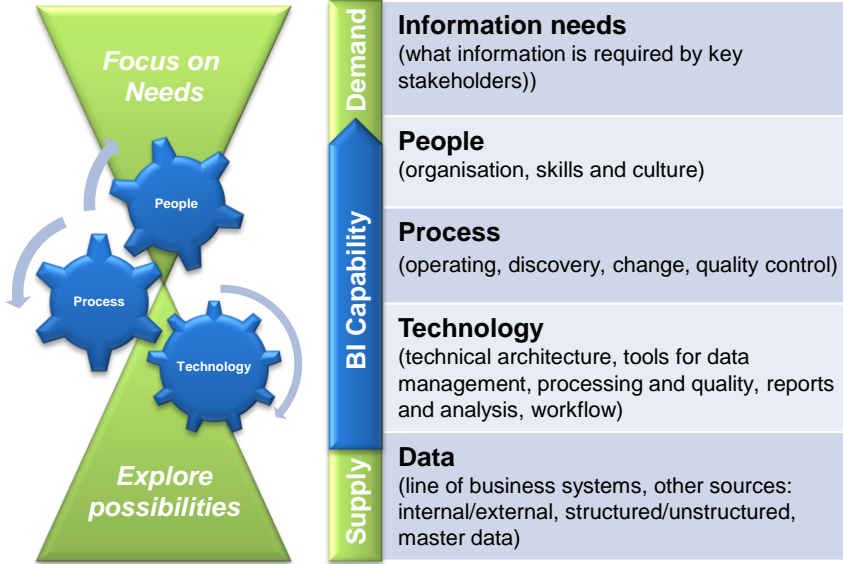 Focus on
Needs
People
Process
Technology
Explore
possibilities
Demand
BI Capability
Supply
Information needs
(what information is required by key
stakeholders))
People
(organisation, skills and culture)
Process
(operating, discovery, change, quality control)
Technology
(technical architecture, tools for data
management, processing and quality, reports
and analysis, workflow)
Data
(line of business systems, other sources:
internal/external, structured/unstructured,
master data)